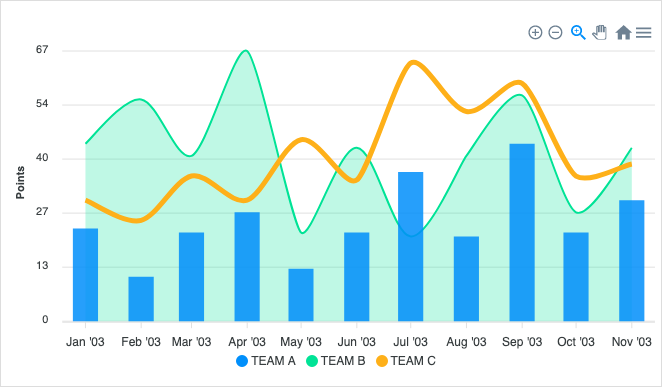 67
54
40
27
13
0
Points
Jan '03 Feb '03 Mar '03 Apr '03 May '03 Jun '03 Jul '03 Aug '03 Sep '03 Oct '03 Nov '03
TEAM A TEAM B TEAM C